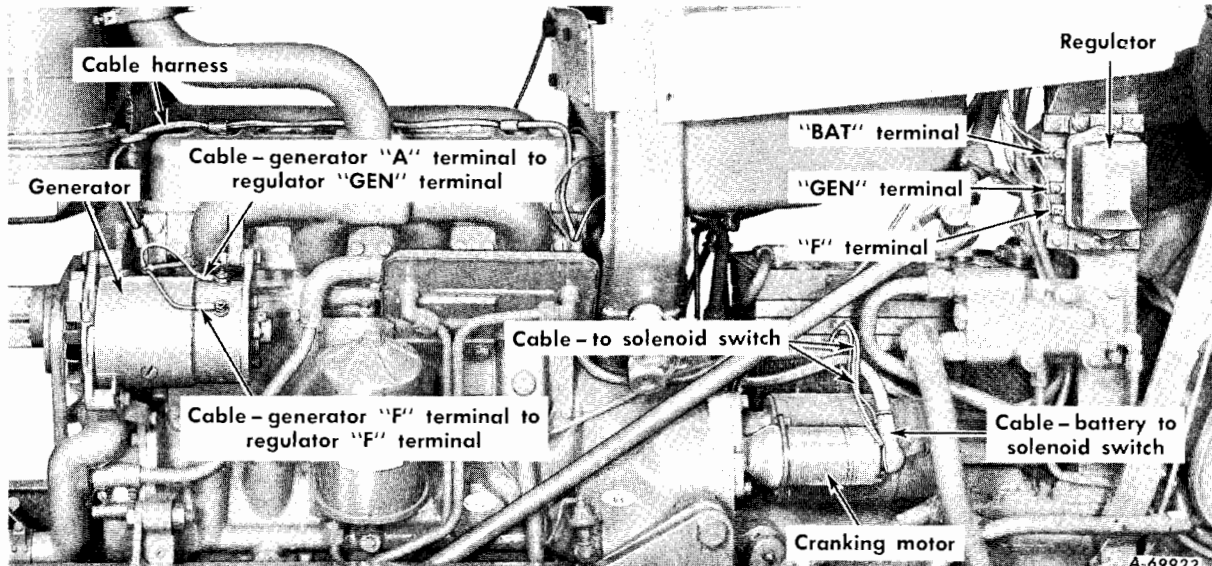 Cable harness
Cable – generator "A" terminal to
regulator "GEN" terminal
Generator
Cable – generator "F" terminal to
regulator "F" terminal
Regulator
"BAT" terminal
"GEN" terminal
"F" terminal
Cable – to solenoid switch
Cable – battery to
solenoid switch
Cranking motor